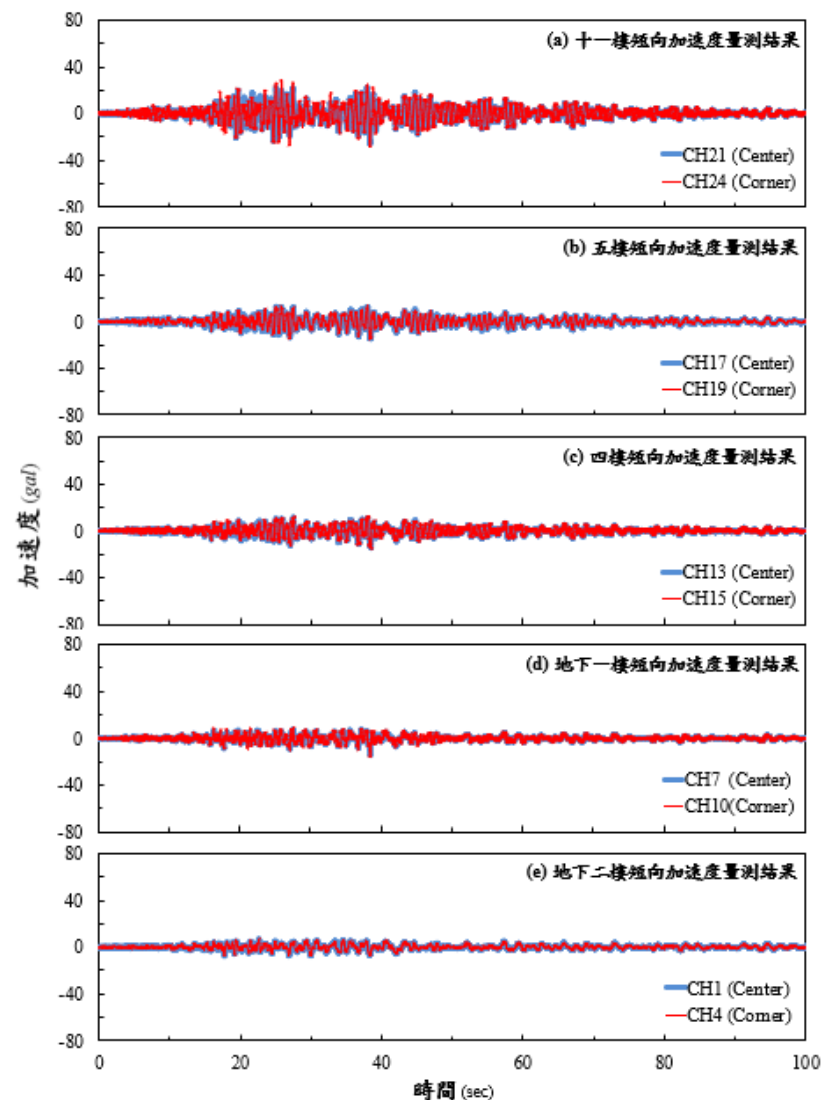 (a) 十一樓短向加速度量測結果
80
40
0
-40
-80
CH21 (Center)
CH24 (Corner)
(b) 五樓短向加速度量測結果
80
40
0
-40
-80
CH17 (Center)
CH19 (Corner)
(c) 四樓短向加速度量測結果
80
40
0
-40
-80
CH13 (Center)
CH15 (Corner)
(d) 地下一樓短向加速度量測結果
80
40
0
-40
-80
CH7 (Center)
CH10(Corner)
(e) 地下二樓短向加速度量測結果
80
40
0
-40
-80
CH1 (Center)
CH4 (Corner)
加速度 (gal)
0 20 40 60 80 100
時間 (sec)